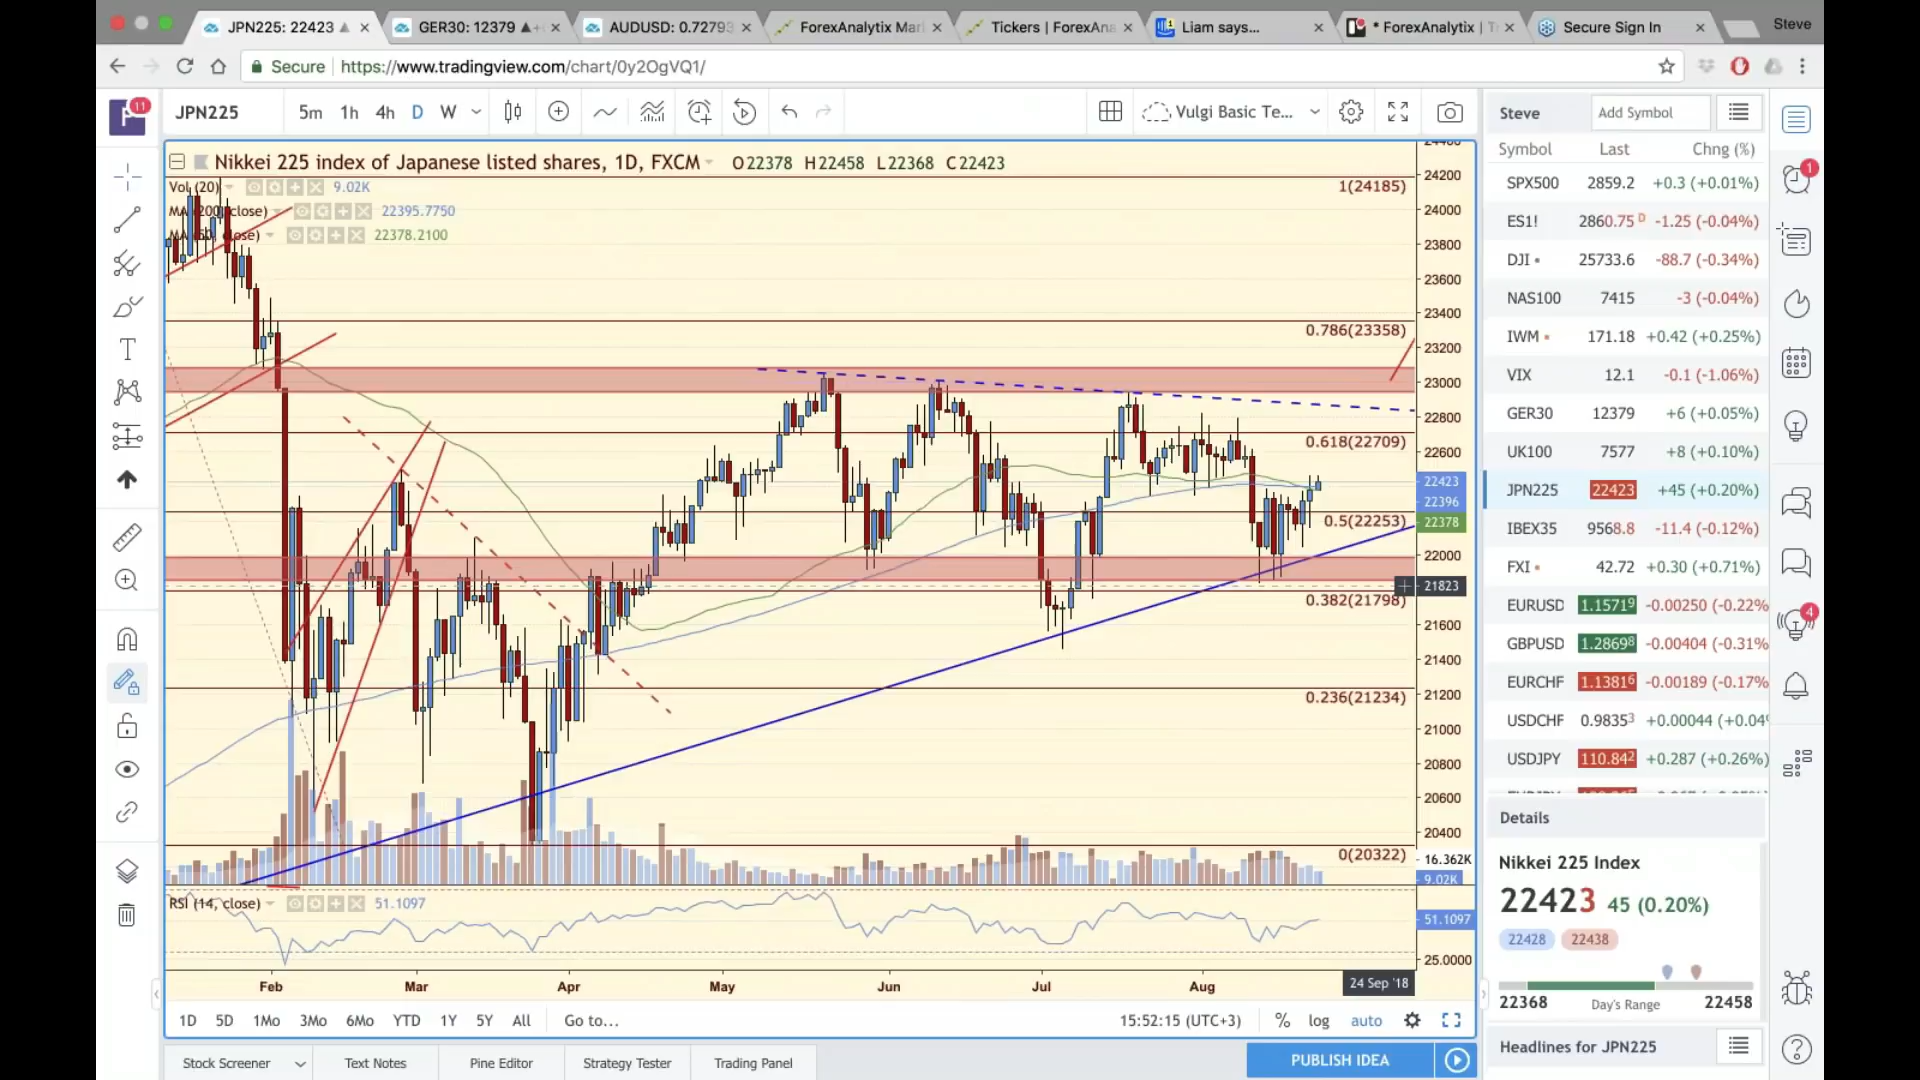 JPN225: 22423 ▲
GER30: 12379 ▲+
AUDUSD: 0.72793
ForexAnalytix Mar
Tickers | ForexAna
Liam says...
* ForexAnalytix | T
Secure Sign In
Steve
Secure
https://www.tradingview.com/chart/0y2OgVQ1/
11
JPN225
5m 1h 4h D W
Vulgi Basic Te...
Nikkei 225 index of Japanese listed shares, 1D, FXCM
O22378 H22458 L22368 C22423
Vol (20) 9.02K
MA (200, close) 22395.7750
MA (50, close) 22378.2100
1(24185)
0.786(23358)
0.618(22709)
0.5(22253)
0.382(21798)
0.236(21234)
0(20322)
24400
24200
24000
23800
23600
23400
23200
23000
22800
22600
22423
22396
22378
22000
21823
21600
21400
21200
21000
20800
20600
20400
16.362K
9.02K
RSI (14, close) 51.1097
51.1097
25.0000
Feb Mar Apr May Jun Jul Aug 24 Sep '18
1D 5D 1Mo 3Mo 6Mo YTD 1Y 5Y All Go to...
15:52:15 (UTC+3) % log auto
Stock Screener Text Notes Pine Editor Strategy Tester Trading Panel
PUBLISH IDEA
Steve Add Symbol
Symbol Last Chng (%)
SPX500 2859.2 +0.3 (+0.01%)
ES1! 2860.75 D -1.25 (-0.04%)
DJI 25733.6 -88.7 (-0.34%)
NAS100 7415 -3 (-0.04%)
IWM 171.18 +0.42 (+0.25%)
VIX 12.1 -0.1 (-1.06%)
GER30 12379 +6 (+0.05%)
UK100 7577 +8 (+0.10%)
JPN225 22423 +45 (+0.20%)
IBEX35 9568.8 -11.4 (-0.12%)
FXI 42.72 +0.30 (+0.71%)
EURUSD 1.15719 -0.00250 (-0.22%
GBPUSD 1.28698 -0.00404 (-0.31%
EURCHF 1.13816 -0.00189 (-0.17%
USDCHF 0.98353 +0.00044 (+0.04
USDJPY 110.842 +0.287 (+0.26%)
Details
Nikkei 225 Index
22423 45 (0.20%)
22428 22438
22368 Day's Range 22458
Headlines for JPN225
1
4